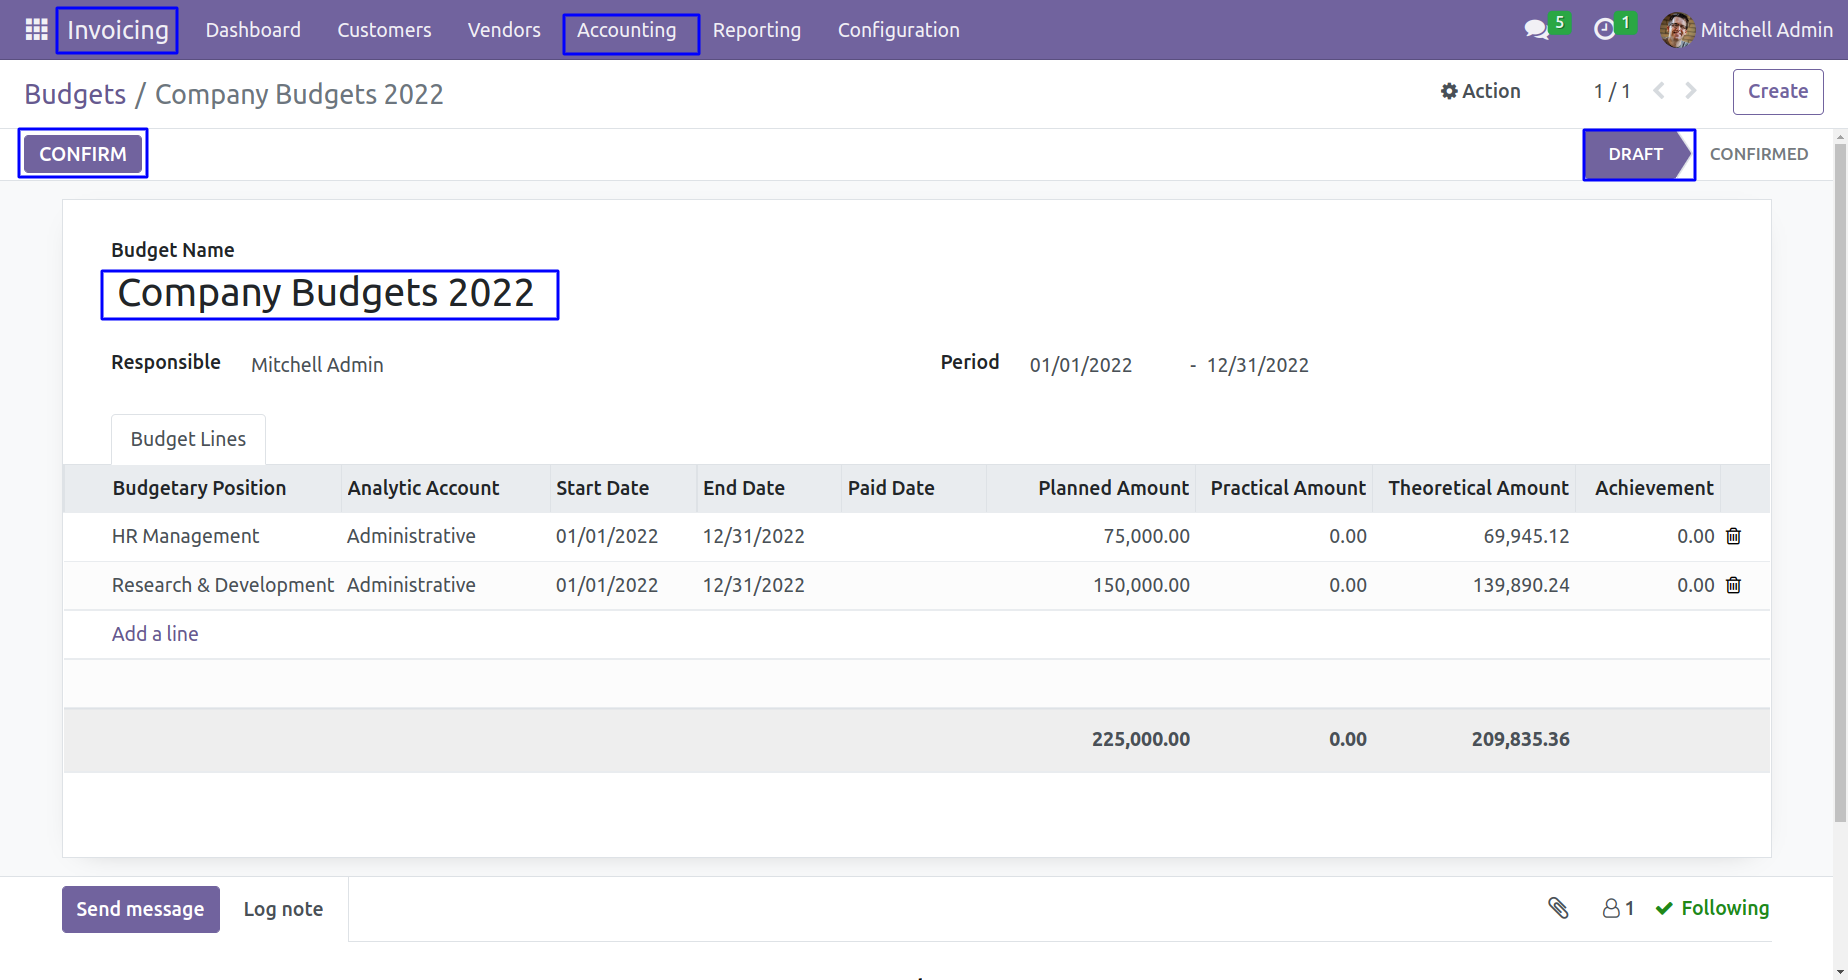 Invoicing Dashboard Customers Vendors Accounting Reporting Configuration 5 1 Mitchell Admin
Budgets / Company Budgets 2022 Action 1 / 1 Create
CONFIRM DRAFT CONFIRMED
Budget Name
Company Budgets 2022
Responsible Mitchell Admin Period 01/01/2022 - 12/31/2022
Budget Lines
Budgetary Position Analytic Account Start Date End Date Paid Date Planned Amount Practical Amount Theoretical Amount Achievement
HR Management Administrative 01/01/2022 12/31/2022 75,000.00 0.00 69,945.12 0.00
Research & Development Administrative 01/01/2022 12/31/2022 150,000.00 0.00 139,890.24 0.00
Add a line
225,000.00 0.00 209,835.36
Send message Log note 1 Following